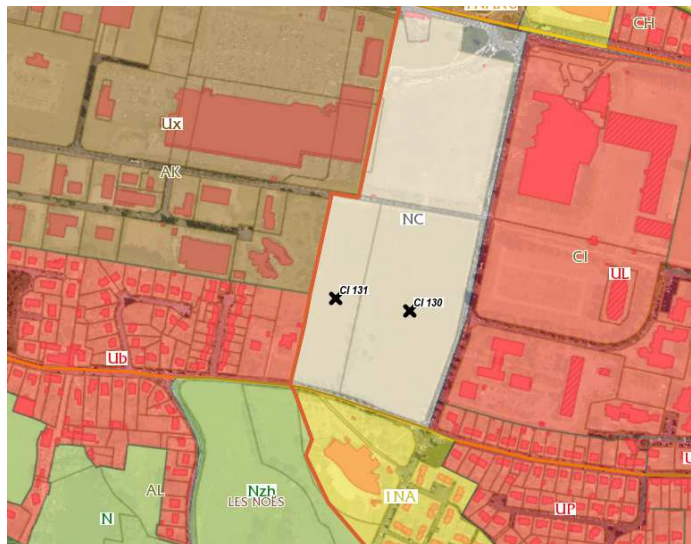 CH
Ux
AK
NC
CI
UL
CI 131
CI 130
Ub
AL
Nzh
LES NOES
1NA
N
UP